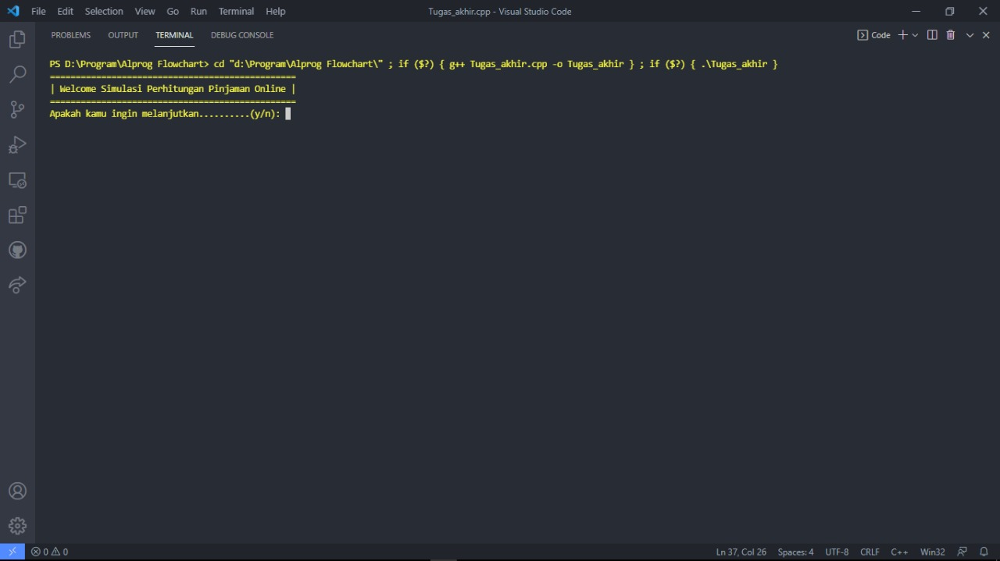 File Edit Selection View Go Run Terminal Help Tugas_akhir.cpp - Visual Studio Code
PROBLEMS OUTPUT TERMINAL DEBUG CONSOLE Code
PS D:\Program\Alprog Flowchart> cd "d:\Program\Alprog Flowchart\" ; if ($?) { g++ Tugas_akhir.cpp -o Tugas_akhir } ; if ($?) { .\Tugas_akhir }
================================================
| Welcome Simulasi Perhitungan Pinjaman Online |
================================================
Apakah kamu ingin melanjutkan..........(y/n):
0 0 Ln 37, Col 26 Spaces: 4 UTF-8 CRLF C++ Win32